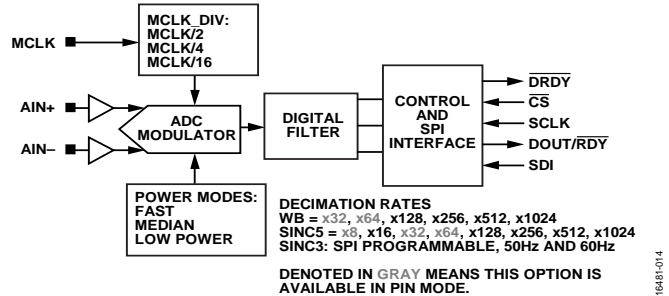 MCLK
MCLK_DIV:
MCLK/2
MCLK/4
MCLK/16
AIN+
AIN–
ADC
MODULATOR
DIGITAL
FILTER
CONTROL
AND
SPI
INTERFACE
DRDY
CS
SCLK
DOUT/RDY
SDI
POWER MODES:
FAST
MEDIAN
LOW POWER
DECIMATION RATES
WB = x32, x64, x128, x256, x512, x1024
SINC5 = x8, x16, x32, x64, x128, x256, x512, x1024
SINC3: SPI PROGRAMMABLE, 50Hz AND 60Hz
DENOTED IN GRAY MEANS THIS OPTION IS
AVAILABLE IN PIN MODE.
16481-014